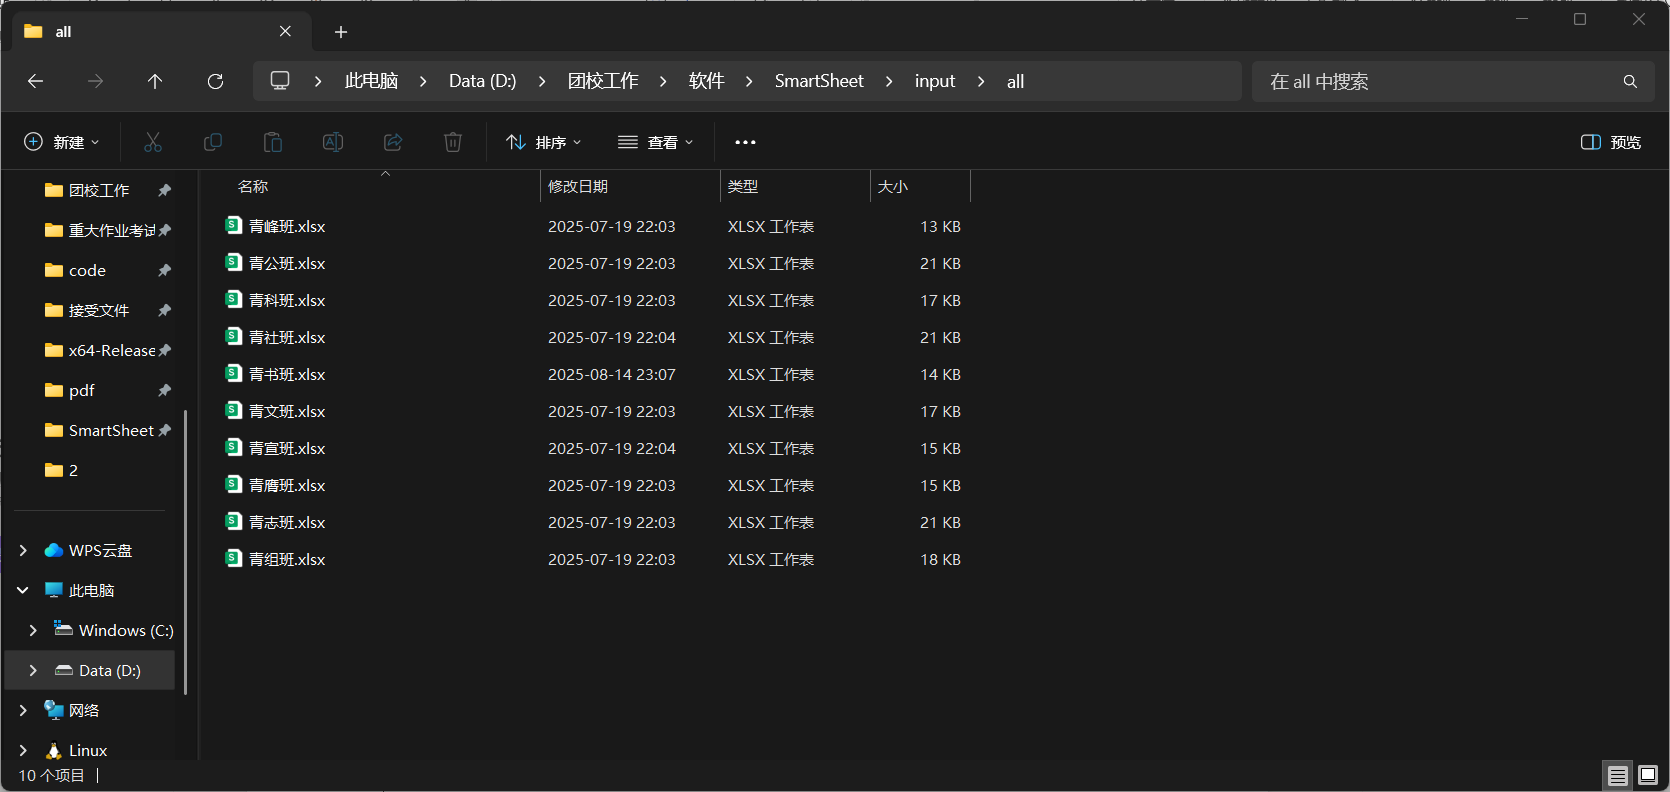 all
此电脑 Data (D:) 团校工作 软件 SmartSheet input all 在 all 中搜索
新建 排序 查看 预览
团校工作
重大作业考试
code
接受文件
x64-Release
pdf
SmartSheet
2
WPS云盘
此电脑
Windows (C:)
Data (D:)
网络
Linux
名称 修改日期 类型 大小
青峰班.xlsx 2025-07-19 22:03 XLSX 工作表 13 KB
青公班.xlsx 2025-07-19 22:03 XLSX 工作表 21 KB
青科班.xlsx 2025-07-19 22:03 XLSX 工作表 17 KB
青社班.xlsx 2025-07-19 22:04 XLSX 工作表 21 KB
青书班.xlsx 2025-08-14 23:07 XLSX 工作表 14 KB
青文班.xlsx 2025-07-19 22:03 XLSX 工作表 17 KB
青宣班.xlsx 2025-07-19 22:04 XLSX 工作表 15 KB
青膺班.xlsx 2025-07-19 22:03 XLSX 工作表 15 KB
青志班.xlsx 2025-07-19 22:03 XLSX 工作表 21 KB
青组班.xlsx 2025-07-19 22:03 XLSX 工作表 18 KB
10 个项目